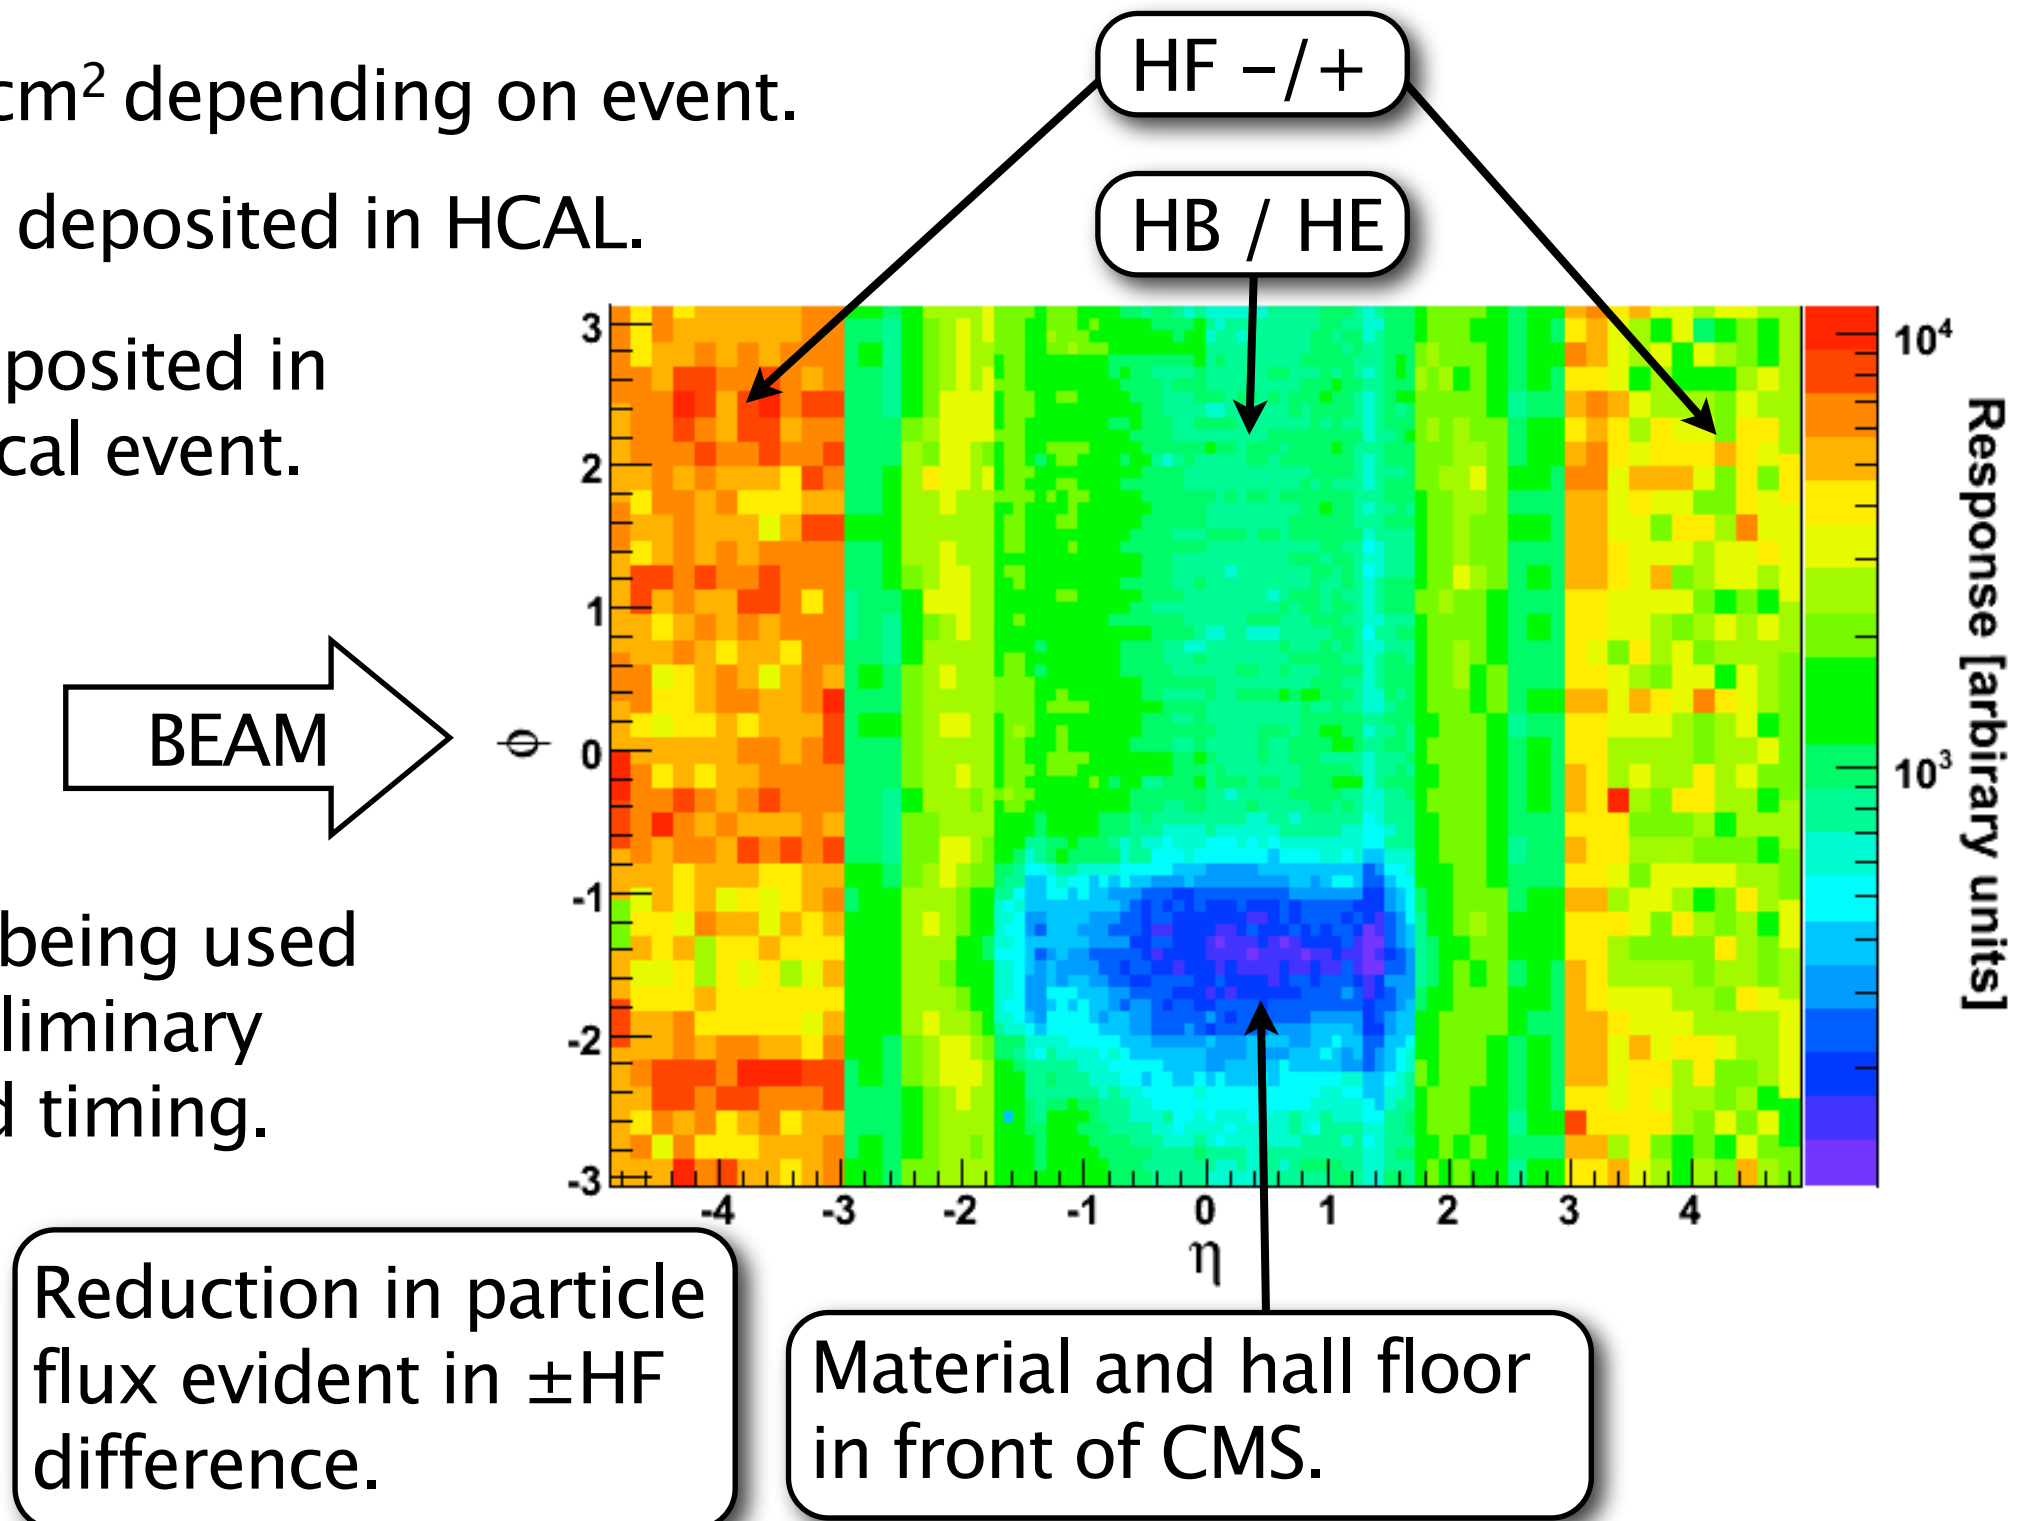 cm² depending on event.
deposited in HCAL.
posited in
cal event.
BEAM
being used
liminary
d timing.
HF –/+
HB / HE
3
2
1
0
-1
-2
-3
ϕ
-4 -3 -2 -1 0 1 2 3 4
η
10⁴
10³
Response [arbirary units]
Reduction in particle
flux evident in ±HF
difference.
Material and hall floor
in front of CMS.